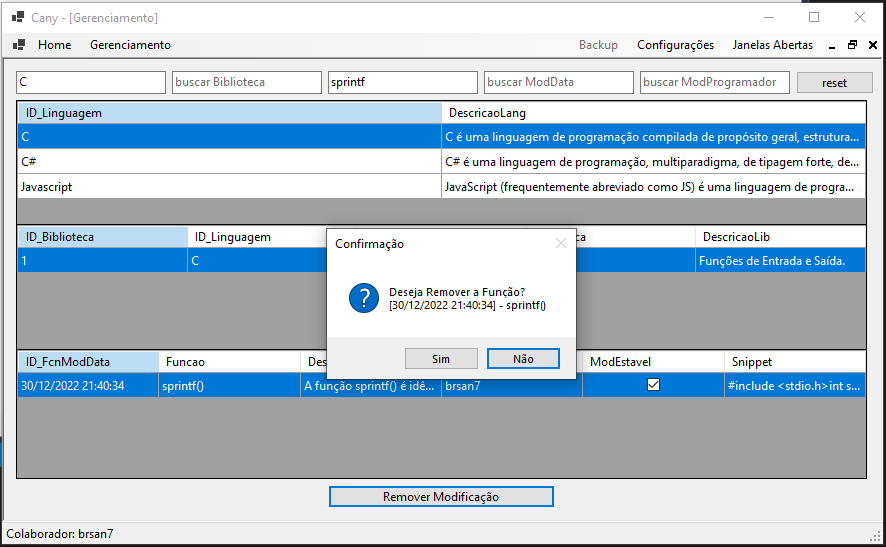 Cany - [Gerenciamento]
Home Gerenciamento Backup Configurações Janelas Abertas
C buscar Biblioteca sprintf buscar ModData buscar ModProgramador reset
ID_Linguagem DescricaoLang
C C é uma linguagem de programação compilada de propósito geral, estrutura...
C# C# é uma linguagem de programação, multiparadigma, de tipagem forte, de...
Javascript JavaScript (frequentemente abreviado como JS) é uma linguagem de progra...
ID_Biblioteca ID_Linguagem ca DescricaoLib
1 C Funções de Entrada e Saída.
Confirmação
Deseja Remover a Função?
[30/12/2022 21:40:34] - sprintf()
Sim Não
ID_FcnModData Funcao Des ModEstavel Snippet
30/12/2022 21:40:34 sprintf() A função sprintf() é idê... brsan7 #include <stdio.h>int s...
Remover Modificação
Colaborador: brsan7